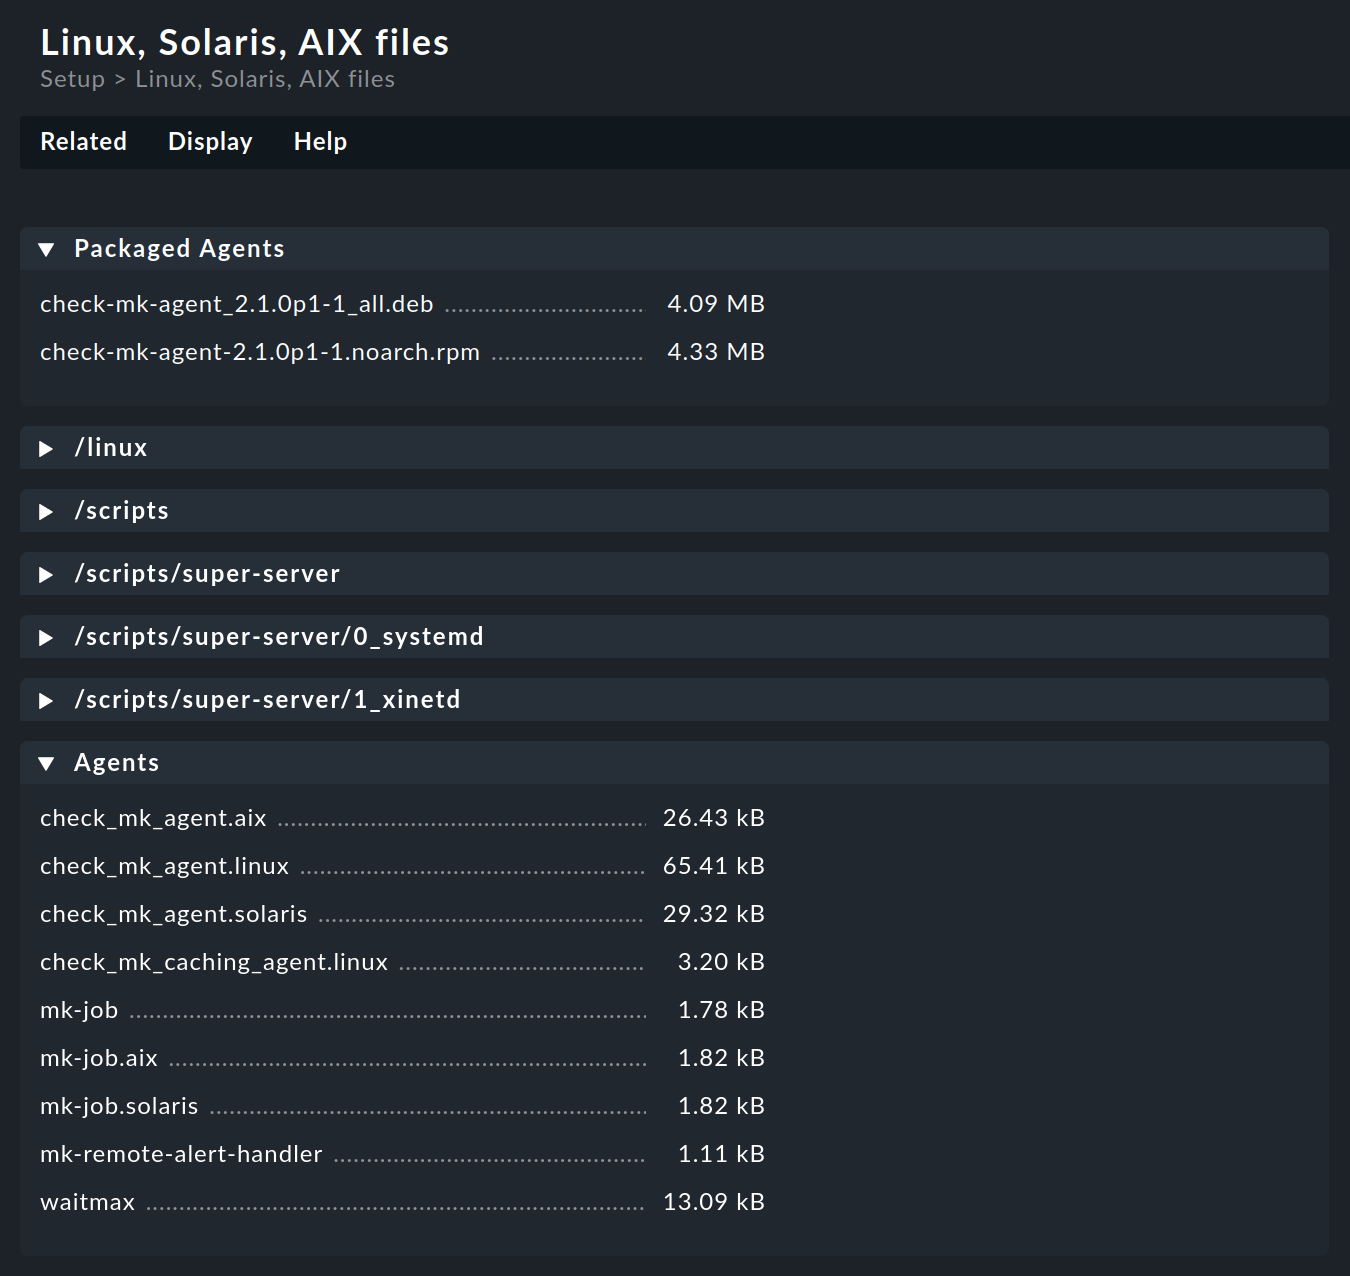 Linux, Solaris, AIX files
Setup > Linux, Solaris, AIX files
Related Display Help
Packaged Agents
check-mk-agent_2.1.0p1-1_all.deb 4.09 MB
check-mk-agent-2.1.0p1-1.noarch.rpm 4.33 MB
/linux
/scripts
/scripts/super-server
/scripts/super-server/0_systemd
/scripts/super-server/1_xinetd
Agents
check_mk_agent.aix 26.43 kB
check_mk_agent.linux 65.41 kB
check_mk_agent.solaris 29.32 kB
check_mk_caching_agent.linux 3.20 kB
mk-job 1.78 kB
mk-job.aix 1.82 kB
mk-job.solaris 1.82 kB
mk-remote-alert-handler 1.11 kB
waitmax 13.09 kB